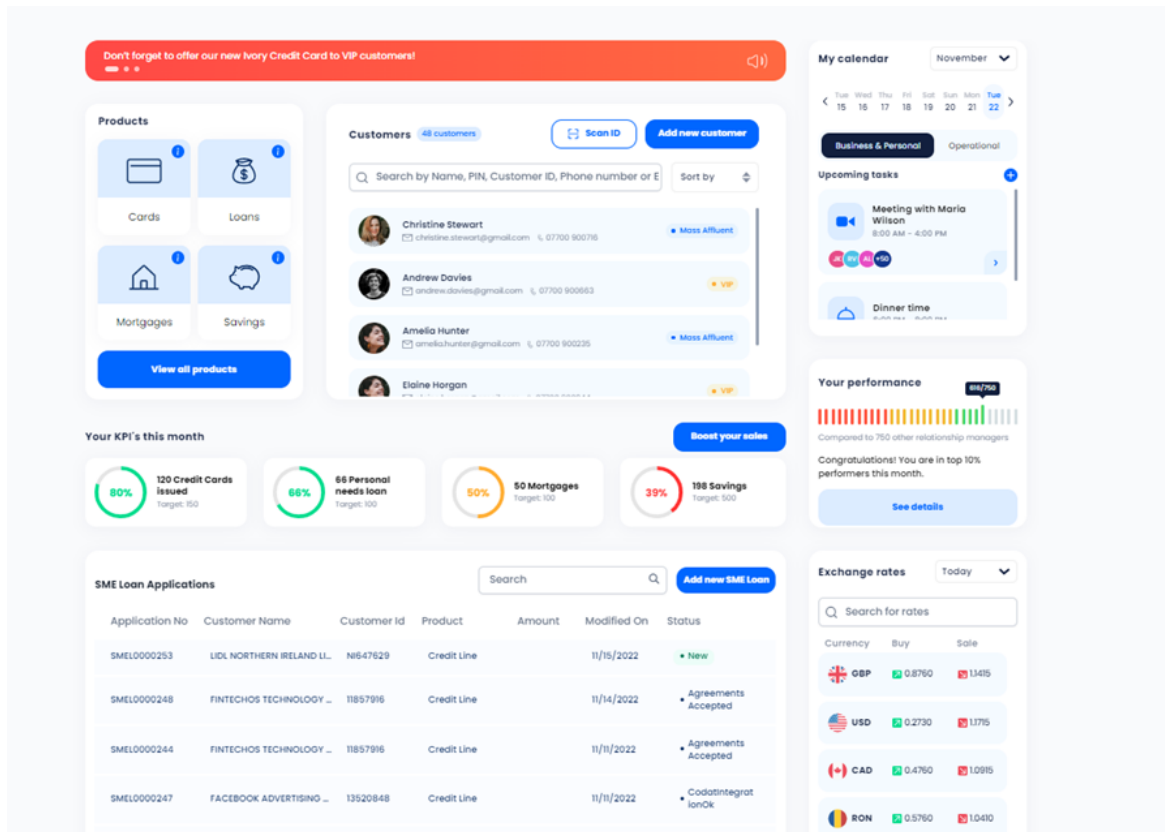 Don't forget to offer our new Ivory Credit Card to VIP customers!
Products
Cards
Loans
Mortgages
Savings
View all products
Customers 48 customers Scan ID Add new customer
Search by Name, PIN, Customer ID, Phone number or E Sort by
Christine Stewart
christine.stewart@gmail.com 07700 900716
Mass Affluent
Andrew Davies
andrew.davies@gmail.com 07700 900663
VIP
Amelia Hunter
amelia.hunter@gmail.com 07700 900235
Mass Affluent
Elaine Horgan
VIP
My calendar November
Tue Wed Thu Fri Sat Sun Mon Tue
15 16 17 18 19 20 21 22
Business & Personal Operational
Upcoming tasks
Meeting with Maria
Wilson
8:00 AM - 4:00 PM
+50
Dinner time
Your performance
616/750
Compared to 750 other relationship managers
Congratulations! You are in top 10%
performers this month.
See details
Your KPI's this month Boost your sales
80% 120 Credit Cards
issued
Target: 150
66% 66 Personal
needs loan
Target: 100
50% 50 Mortgages
Target: 100
39% 198 Savings
Target: 500
SME Loan Applications Search Add new SME Loan
Application No Customer Name Customer Id Product Amount Modified On Status
SMEL0000253 LIDL NORTHERN IRELAND LI... NI647629 Credit Line 11/15/2022 New
SMEL0000248 FINTECHOS TECHNOLOGY ... 11857916 Credit Line 11/14/2022 Agreements
Accepted
SMEL0000244 FINTECHOS TECHNOLOGY ... 11857916 Credit Line 11/11/2022 Agreements
Accepted
SMEL0000247 FACEBOOK ADVERTISING ... 13520848 Credit Line 11/11/2022 CodatIntegrat
ionOk
Exchange rates Today
Search for rates
Currency Buy Sale
GBP 0.8760 1.1415
USD 0.2730 1.1715
CAD 0.4760 1.0915
RON 0.5760 1.0410